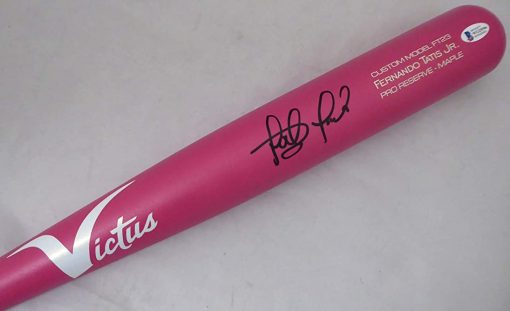 CUSTOM MODEL FT23
FERNANDO TATIS JR.
PRO RESERVE - MAPLE
Victus